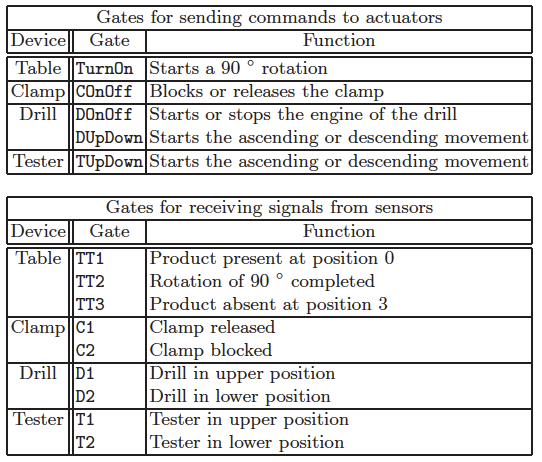 Gates for sending commands to actuators
Device Gate Function
Table TurnOn Starts a 90 ° rotation
Clamp COnOff Blocks or releases the clamp
Drill DOnOff Starts or stops the engine of the drill
DUpDown Starts the ascending or descending movement
Tester TUpDown Starts the ascending or descending movement
Gates for receiving signals from sensors
Device Gate Function
Table TT1 Product present at position 0
TT2 Rotation of 90 ° completed
TT3 Product absent at position 3
Clamp C1 Clamp released
C2 Clamp blocked
Drill D1 Drill in upper position
D2 Drill in lower position
Tester T1 Tester in upper position
T2 Tester in lower position